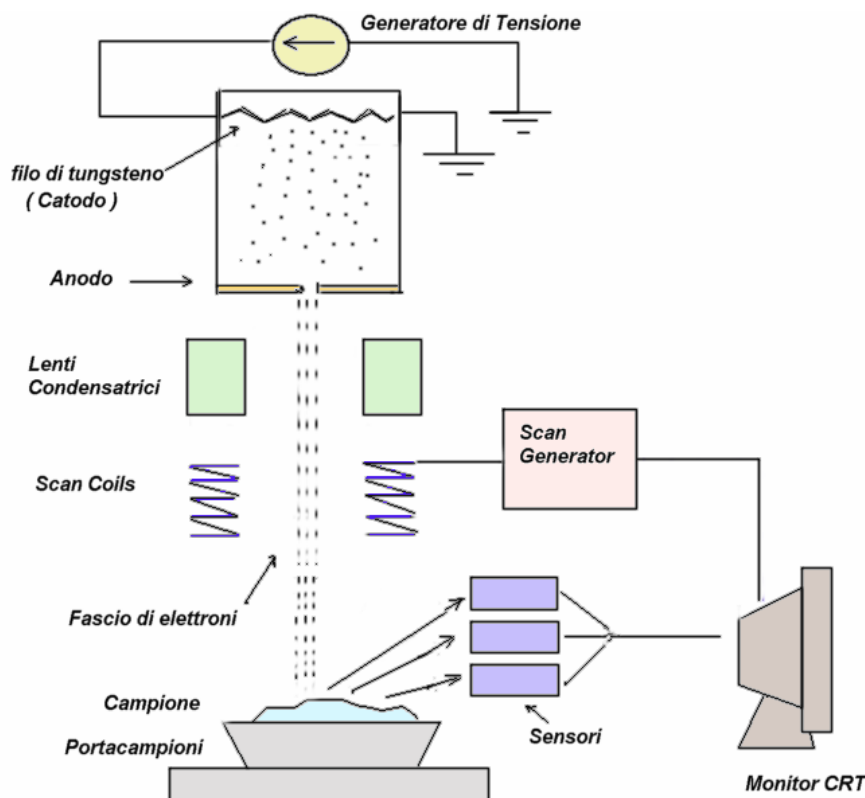 Generatore di Tensione
filo di tungsteno
( Catodo )
Anodo
Lenti
Condensatrici
Scan
Generator
Scan Coils
Fascio di elettroni
Campione
Sensori
Portacampioni
Monitor CRT